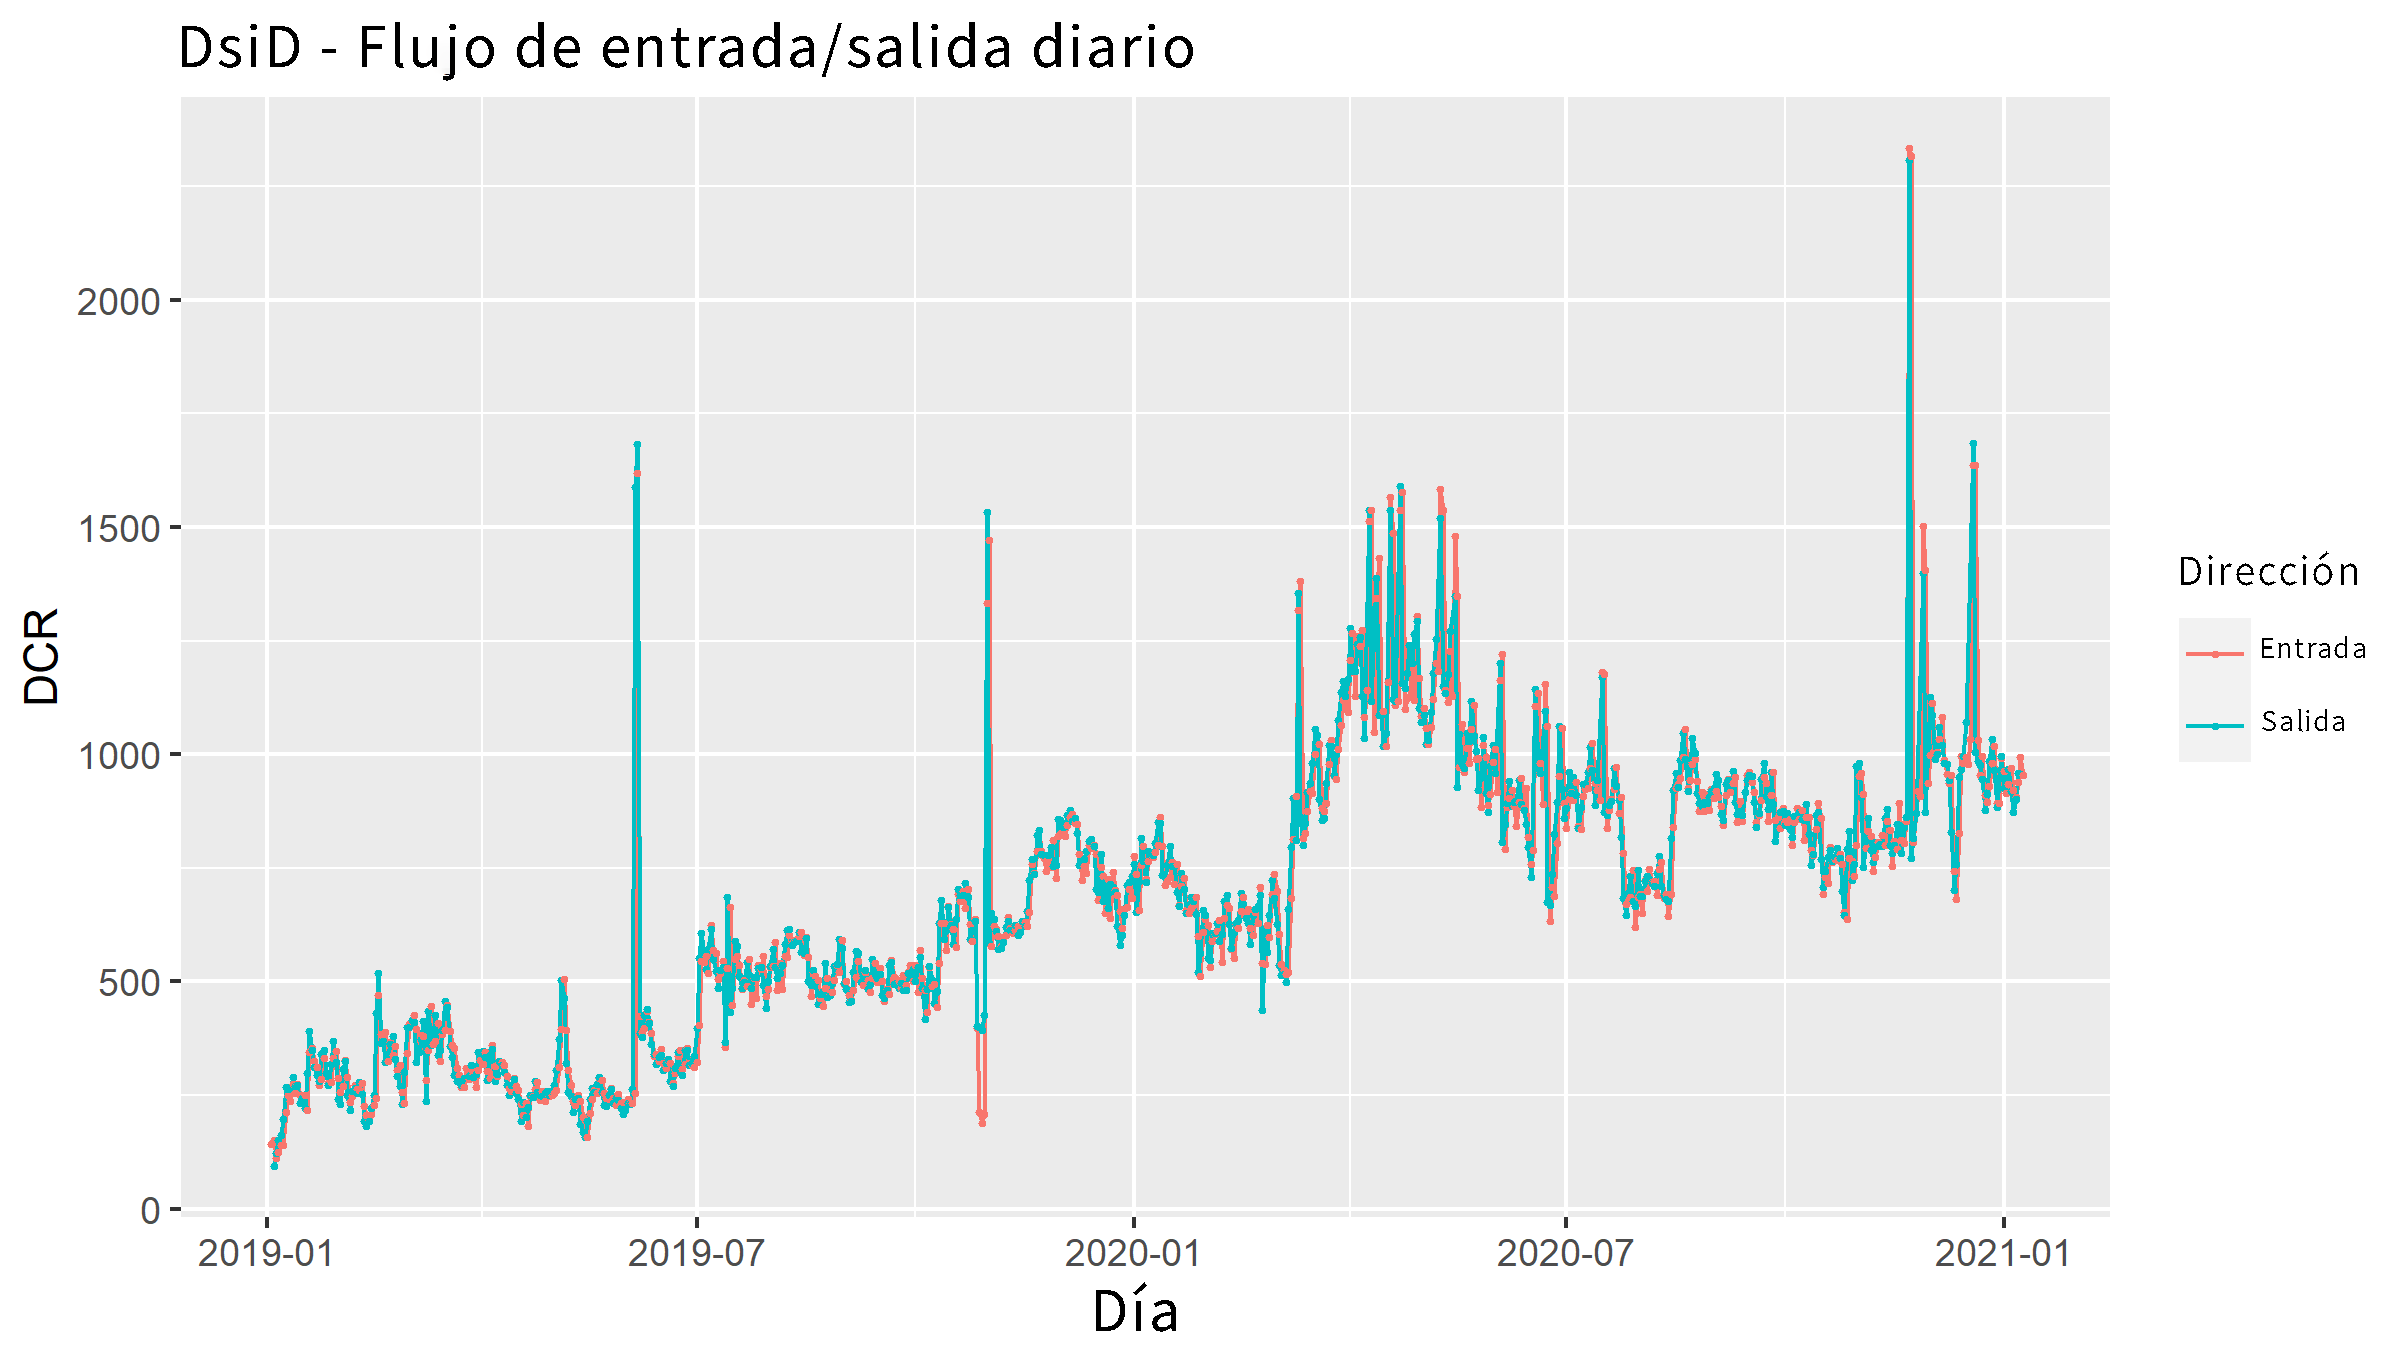 DsiD - Flujo de entrada/salida diario
DCR
2000
1500
1000
500
0
2019-01
2019-07
2020-01
2020-07
2021-01
Día
Dirección
Entrada
Salida